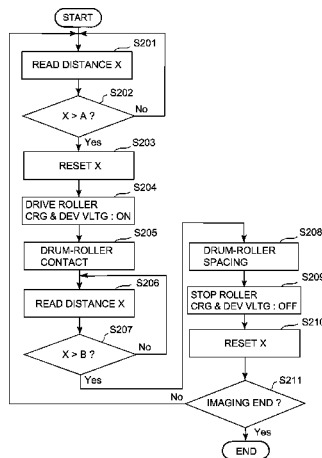 START
S201
READ DISTANCE X
S202
X > A ?
No
Yes
S203
RESET X
S204
DRIVE ROLLER
CRG & DEV VLTG : ON
S205
DRUM-ROLLER
CONTACT
S206
READ DISTANCE X
S207
X > B ?
No
Yes
S208
DRUM-ROLLER
SPACING
S209
STOP ROLLER
CRG & DEV VLTG : OFF
S210
RESET X
S211
IMAGING END ?
No
Yes
END